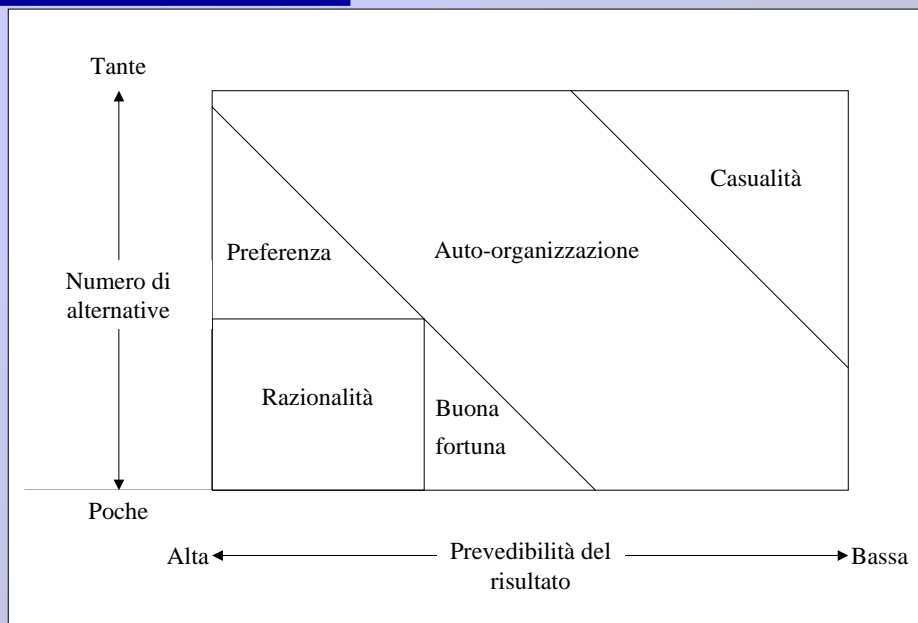 Tante
Casualità
Preferenza
Auto-organizzazione
Numero di
alternative
Razionalità
Buona
fortuna
Poche
Alta
Prevedibilità del
risultato
Bassa